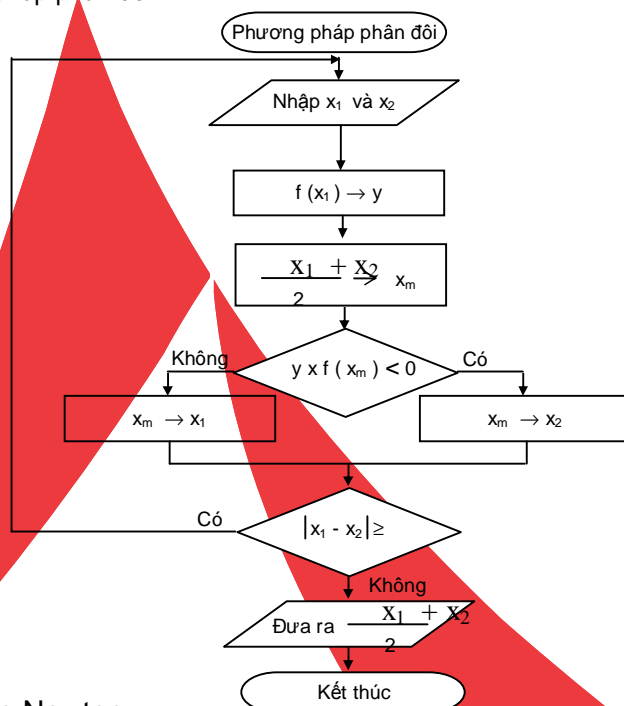 Phương pháp phân đôi
Nhập x₁ và x₂
f (x₁) → y
x₁ + x₂ / 2 → xₘ
Không
y x f ( xₘ ) < 0
Có
xₘ → x₁
xₘ → x₂
Có
|x₁ - x₂| ≥
Không
Đưa ra x₁ + x₂ / 2
Kết thúc
Newton